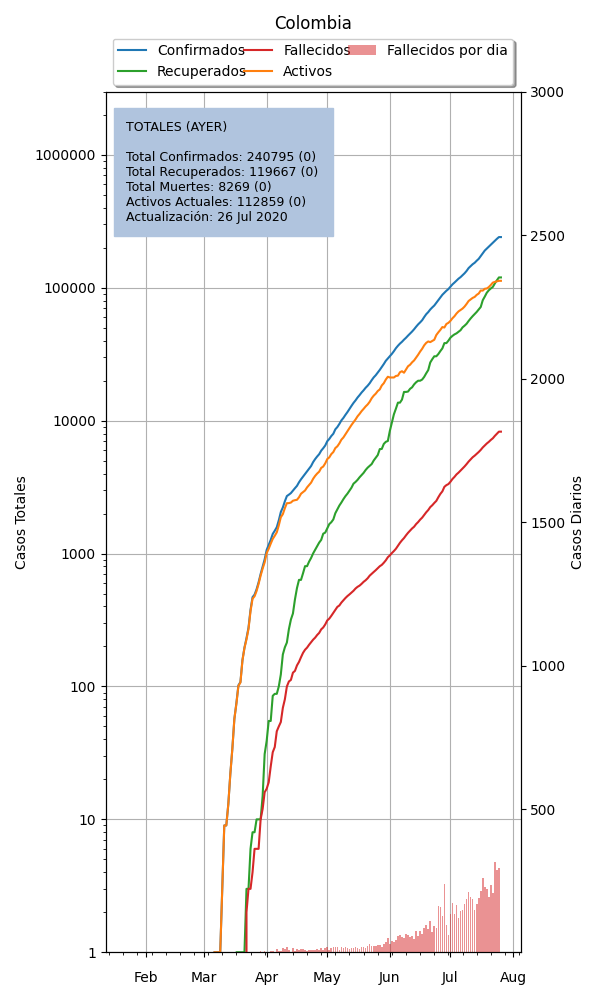 Colombia
Confirmados
Fallecidos
Fallecidos por dia
Recuperados
Activos
TOTALES (AYER)
Total Confirmados: 240795 (0)
Total Recuperados: 119667 (0)
Total Muertes: 8269 (0)
Activos Actuales: 112859 (0)
Actualización: 26 Jul 2020
Casos Totales
1000000
100000
10000
1000
100
10
1
3000
2500
2000
1500
1000
500
Casos Diarios
Feb Mar Apr May Jun Jul Aug